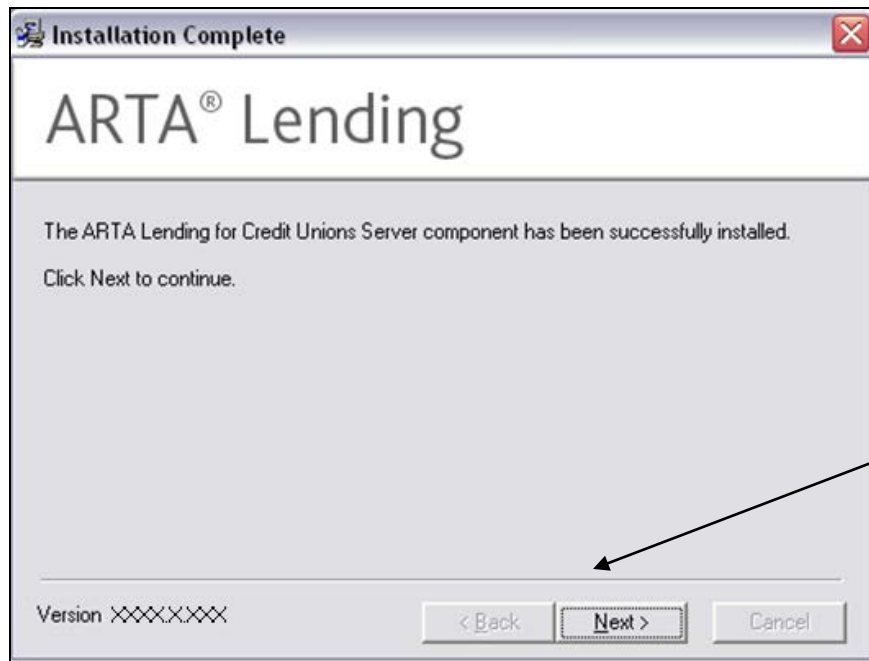 Installation Complete
ARTA® Lending
The ARTA Lending for Credit Unions Server component has been successfully installed.
Click Next to continue.
Version XXXX.X.XXX
< Back Next > Cancel